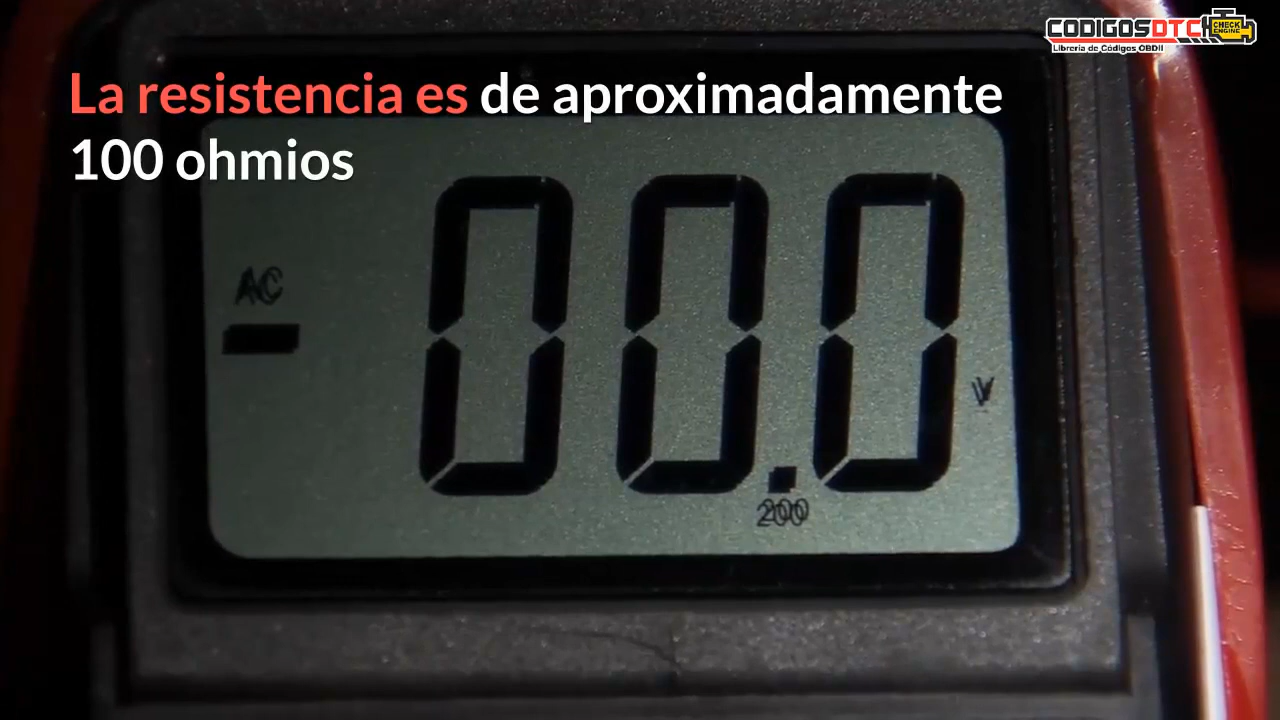 CODIGOSDTC
CHECK
ENGINE
Libreria de Códigos OBDII
La resistencia es de aproximadamente
100 ohmios
AC
- 00.0
V
200